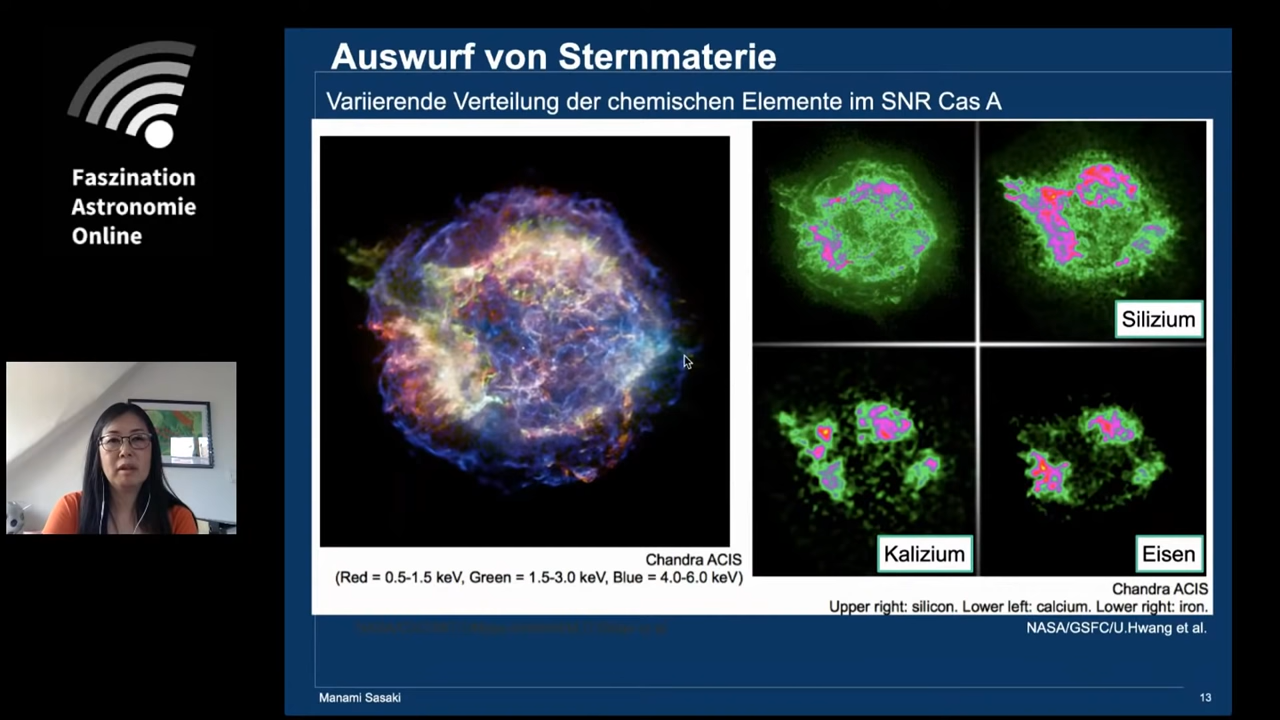 Faszination
Astronomie
Online
Auswurf von Sternmaterie
Variierende Verteilung der chemischen Elemente im SNR Cas A
Silizium
Kalizium
Eisen
Chandra ACIS
(Red = 0.5-1.5 keV, Green = 1.5-3.0 keV, Blue = 4.0-6.0 keV)
Chandra ACIS
Upper right: silicon. Lower left: calcium. Lower right: iron.
NASA/GSFC/U.Hwang et al.
Manami Sasaki
13